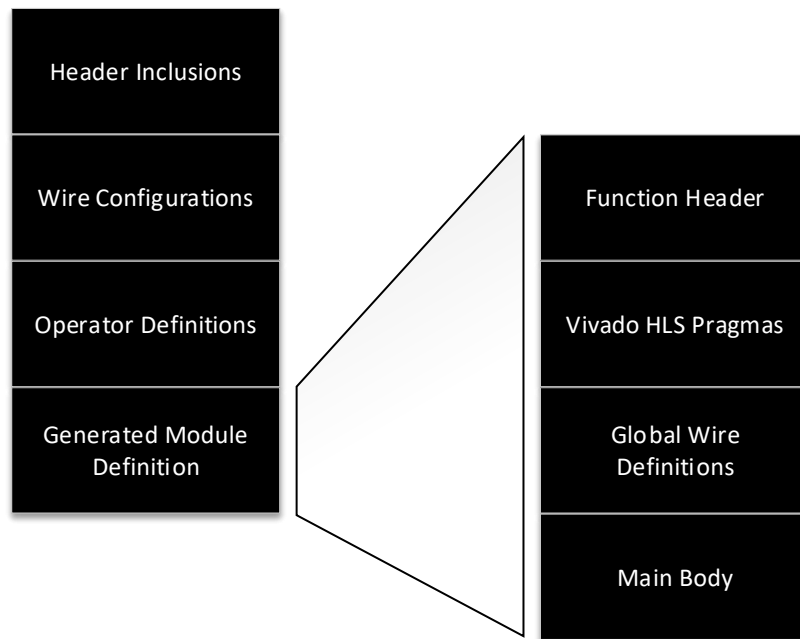 Header Inclusions
Wire Configurations
Operator Definitions
Generated Module
Definition
Function Header
Vivado HLS Pragmas
Global Wire
Definitions
Main Body